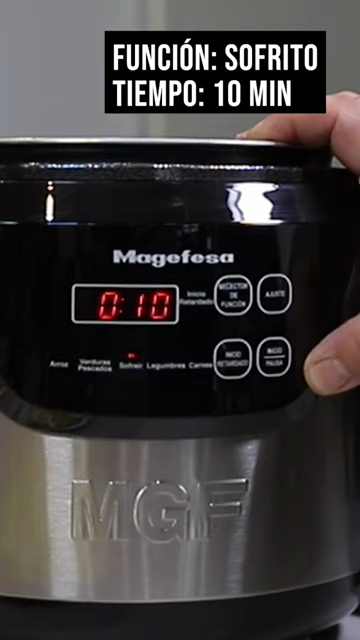 FUNCIÓN: SOFRITO
TIEMPO: 10 MIN
Magefesa
0:10
Inicio
Retardado
SELECTOR
DE
FUNCIÓN
AJUSTE
Arroz
Verduras
Pescados
Sofreir
Legumbres
Carnes
INICIO
RETARDADO
INICIO
PAUSA
MGF